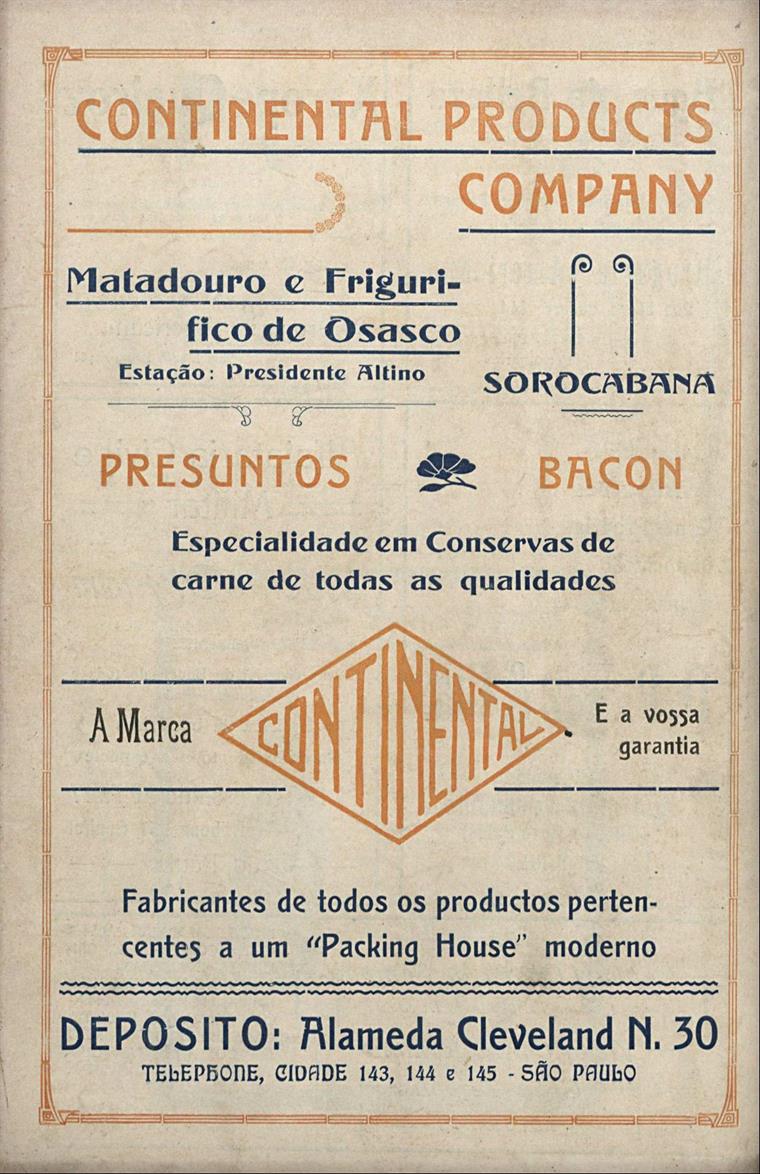 CONTINENTAL PRODUCTS
COMPANY
Matadouro e Friguri-
fico de Osasco
Estação: Presidente Altino
SOROCABANA
PRESUNTOS BACON
Especialidade em Conservas de
carne de todas as qualidades
A Marca CONTINENTAL E a vossa
garantia
Fabricantes de todos os productos perten-
centes a um “Packing House” moderno
DEPOSITO: Alameda Cleveland N. 30
TELEPHONE, CIDADE 143, 144 e 145 - SÃO PAULO